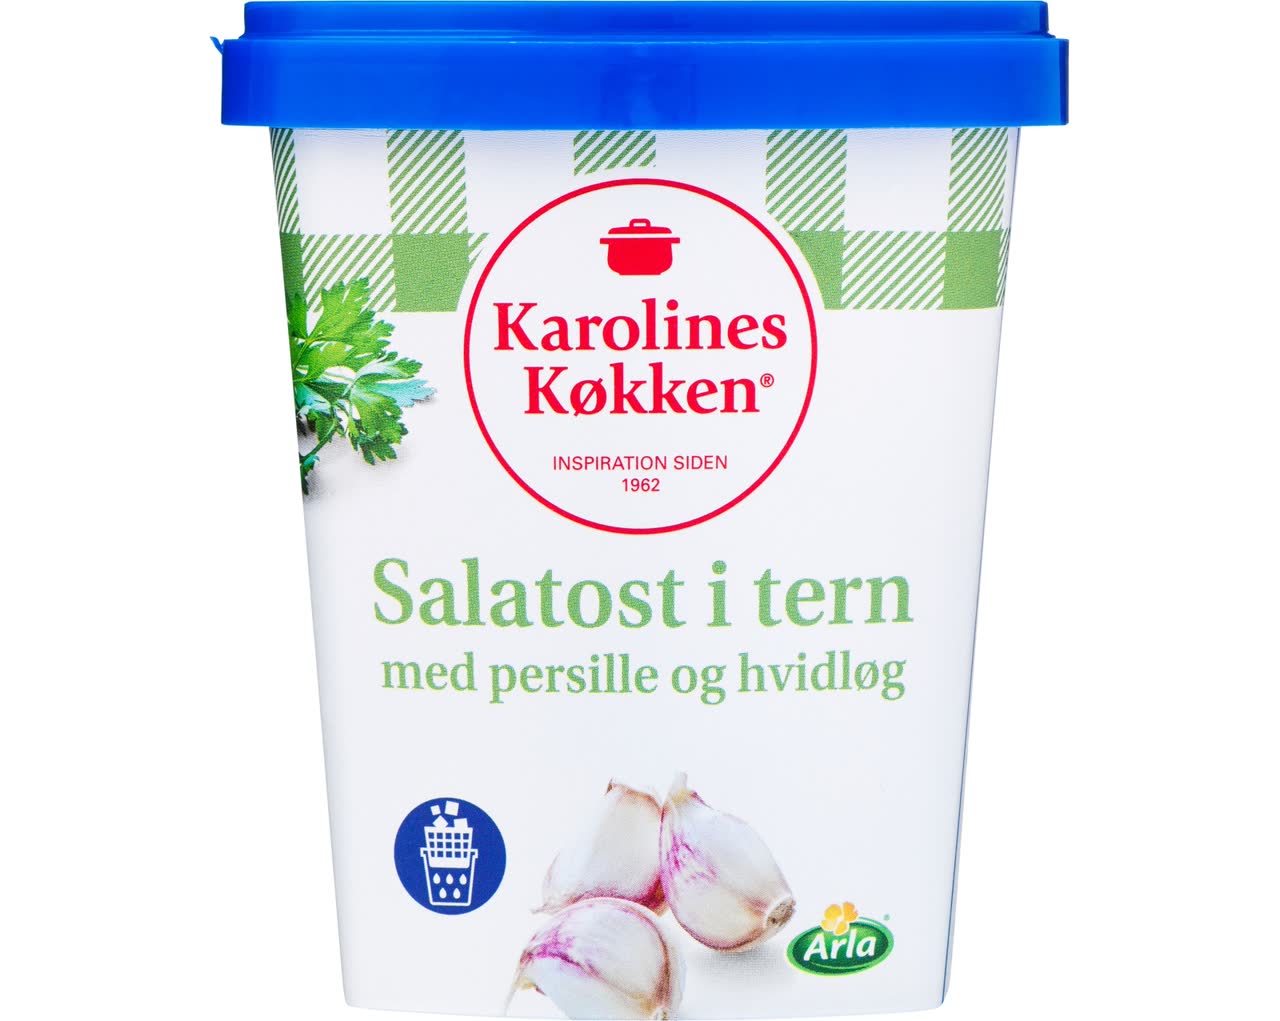 Karolines
Køkken®
INSPIRATION SIDEN
1962
Salatost i tern
med persille og hvidløg
Arla®